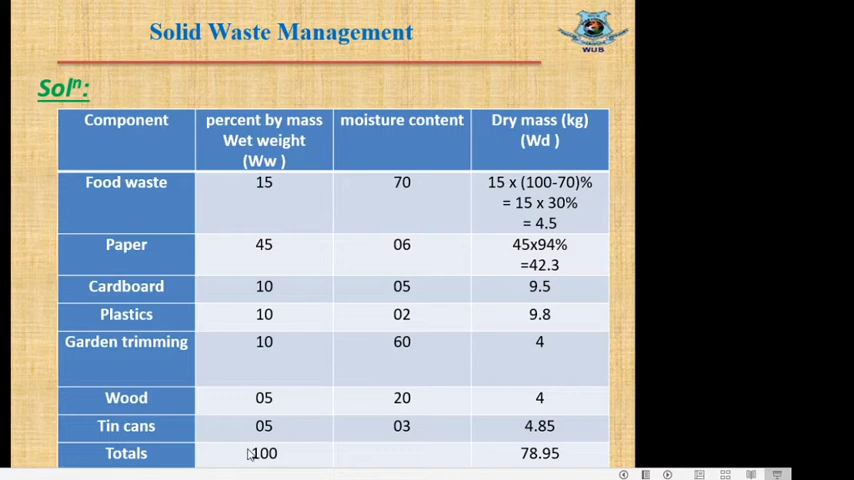 Solid Waste Management
WUB
Solⁿ:
Component percent by mass moisture content Dry mass (kg)
Wet weight (Wd )
(Ww )
Food waste 15 70 15 x (100-70)%
= 15 x 30%
= 4.5
Paper 45 06 45x94%
=42.3
Cardboard 10 05 9.5
Plastics 10 02 9.8
Garden trimming 10 60 4
Wood 05 20 4
Tin cans 05 03 4.85
Totals 100 78.95